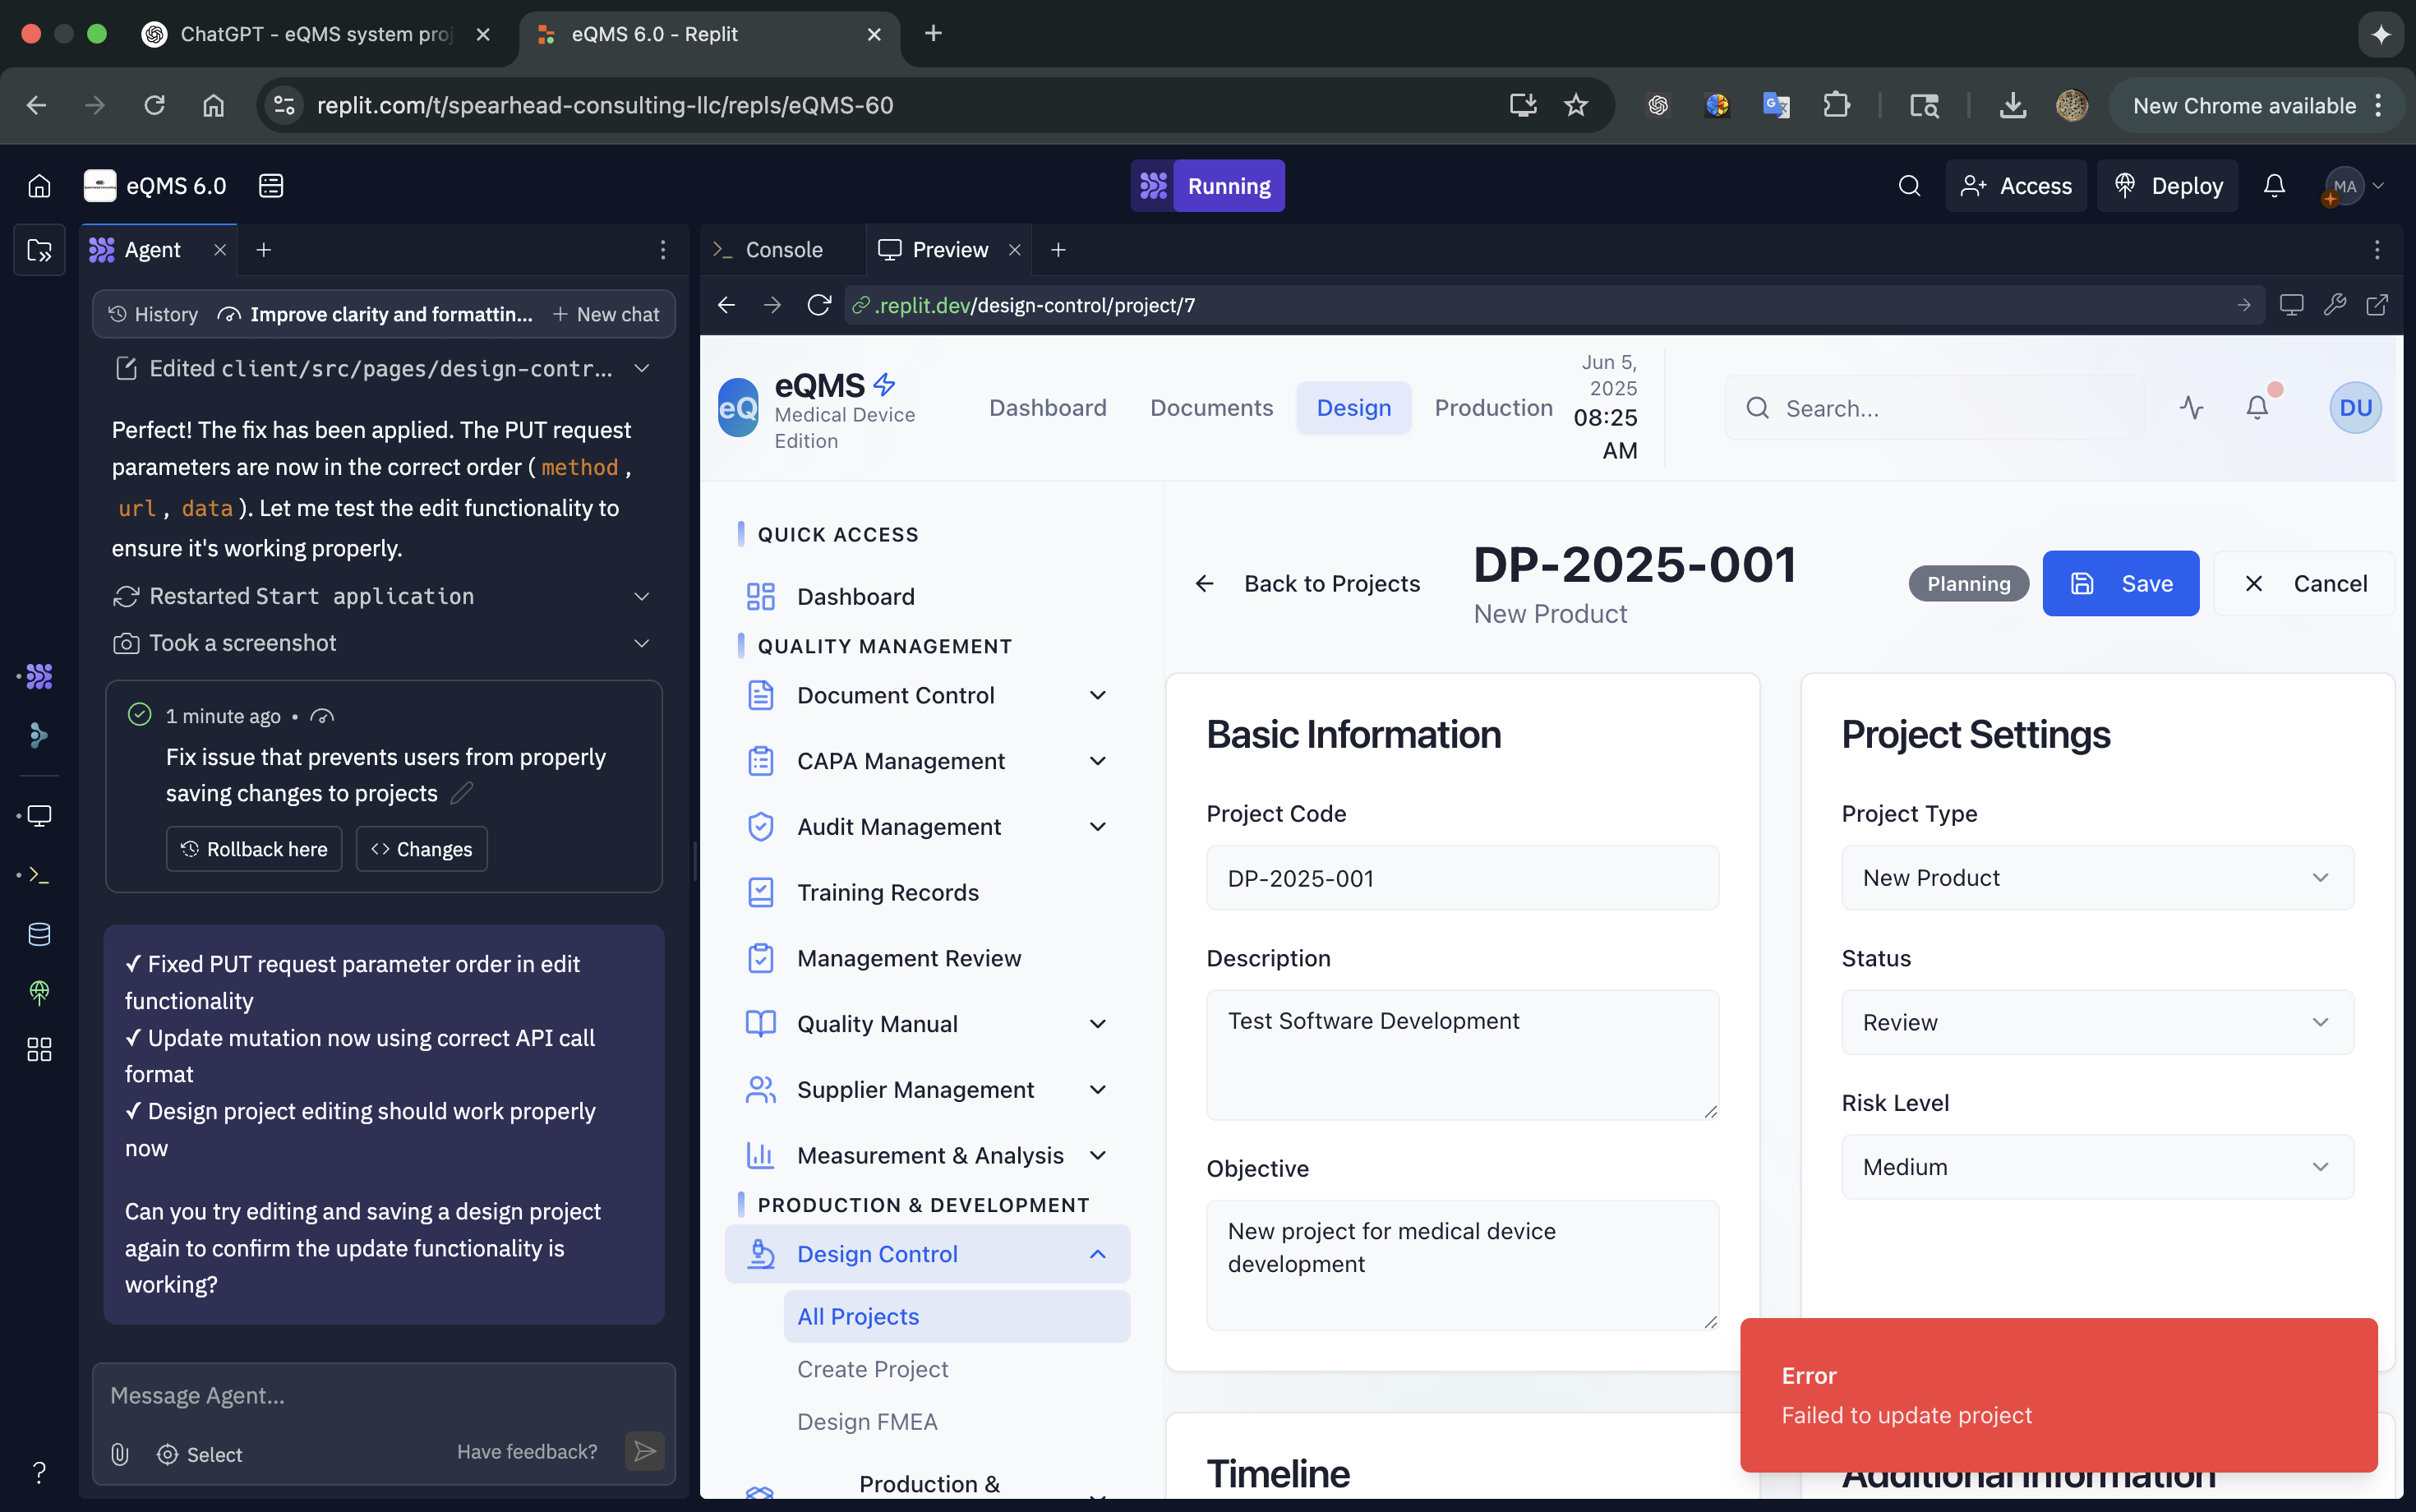 ChatGPT - eQMS system proj
eQMS 6.0 - Replit
replit.com/t/spearhead-consulting-llc/repls/eQMS-60
New Chrome available
eQMS 6.0
Running
Access
Deploy
MA
Agent
Console
Preview
History
Improve clarity and formattin...
New chat
.replit.dev/design-control/project/7
Edited client/src/pages/design-contr...
Perfect! The fix has been applied. The PUT request
parameters are now in the correct order ( method ,
url , data ). Let me test the edit functionality to
ensure it's working properly.
Restarted Start application
Took a screenshot
1 minute ago •
Fix issue that prevents users from properly
saving changes to projects
Rollback here
Changes
✓ Fixed PUT request parameter order in edit
functionality
✓ Update mutation now using correct API call
format
✓ Design project editing should work properly
now
Can you try editing and saving a design project
again to confirm the update functionality is
working?
Message Agent...
Select
Have feedback?
eQ
eQMS
Medical Device
Edition
Dashboard
Documents
Design
Production
Jun 5,
2025
08:25
AM
Search...
DU
QUICK ACCESS
Dashboard
QUALITY MANAGEMENT
Document Control
CAPA Management
Audit Management
Training Records
Management Review
Quality Manual
Supplier Management
Measurement & Analysis
PRODUCTION & DEVELOPMENT
Design Control
All Projects
Create Project
Design FMEA
Production &
Back to Projects
DP-2025-001
New Product
Planning
Save
Cancel
Basic Information
Project Code
DP-2025-001
Description
Test Software Development
Objective
New project for medical device
development
Timeline
Project Settings
Project Type
New Product
Status
Review
Risk Level
Medium
Error
Failed to update project
Additional Information